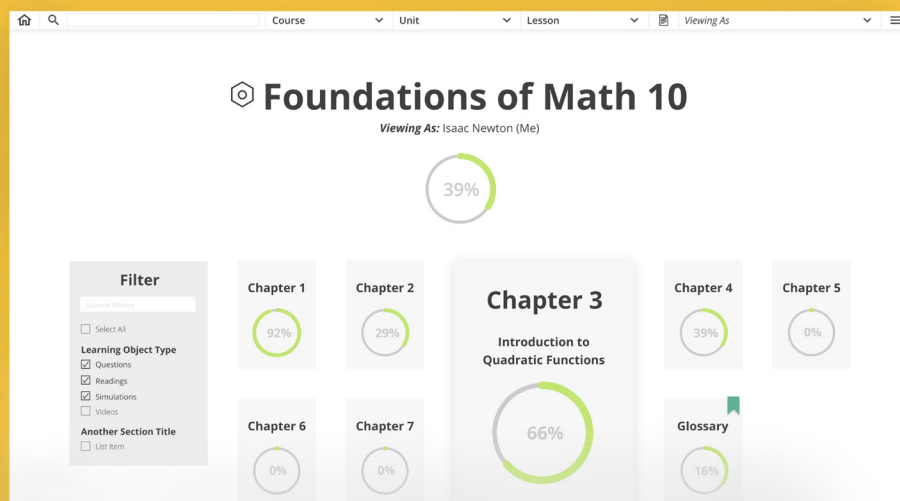 Course
Unit
Lesson
Viewing As
Foundations of Math 10
Viewing As: Isaac Newton (Me)
39%
Filter
Search Filters
Select All
Learning Object Type
Questions
Readings
Simulations
Videos
Another Section Title
List Item
Chapter 1
92%
Chapter 2
29%
Chapter 3
Introduction to
Quadratic Functions
66%
Chapter 4
39%
Chapter 5
0%
Chapter 6
0%
Chapter 7
0%
Glossary
16%